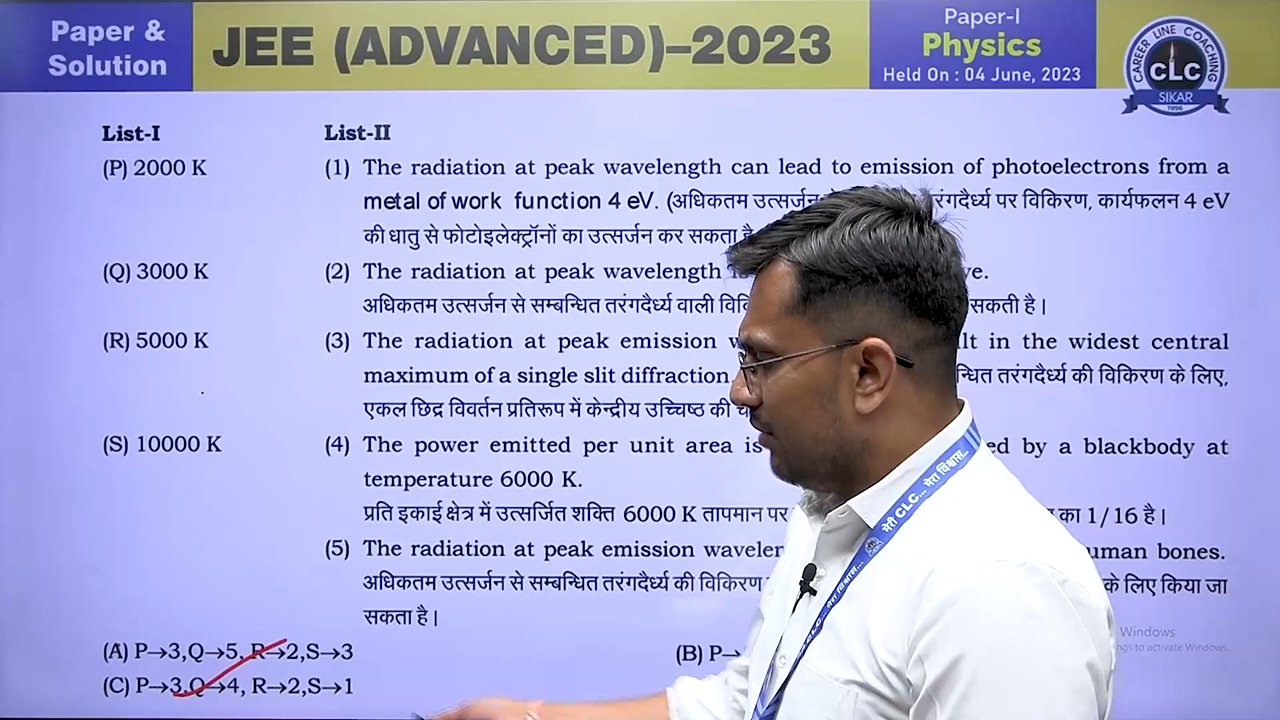 Paper &
Solution
JEE (ADVANCED)–2023
Paper-I
Physics
Held On : 04 June, 2023
CAREER LINE COACHING
CLC
SIKAR
1996
List-I List-II
(P) 2000 K (1) The radiation at peak wavelength can lead to emission of photoelectrons from a
metal of work function 4 eV. (अधिकतम उत्सर्जन रंगदैर्ध्य पर विकिरण, कार्यफलन 4 eV
की धातु से फोटोइलेक्ट्रॉनों का उत्सर्जन कर सकता है
(Q) 3000 K (2) The radiation at peak wavelength ve.
अधिकतम उत्सर्जन से सम्बन्धित तरंगदैर्ध्य वाली विकि सकती है |
(R) 5000 K (3) The radiation at peak emission w lt in the widest central
maximum of a single slit diffraction न्धित तरंगदैर्ध्य की विकिरण के लिए,
एकल छिद्र विवर्तन प्रतिरूप में केन्द्रीय उच्चिष्ठ की च
(S) 10000 K (4) The power emitted per unit area is ed by a blackbody at
temperature 6000 K.
प्रति इकाई क्षेत्र में उत्सर्जित शक्ति 6000 K तापमान पर का 1/16 है |
(5) The radiation at peak emission waveler uman bones.
अधिकतम उत्सर्जन से सम्बन्धित तरंगदैर्ध्य की विकिरण के लिए किया जा
सकता है |
(A) P→3,Q→5, R→2,S→3 (B) P→
(C) P→3,Q→4, R→2,S→1
Windows
ngs to activate Windows.
मेरी CLC... मेरा विश्वास...